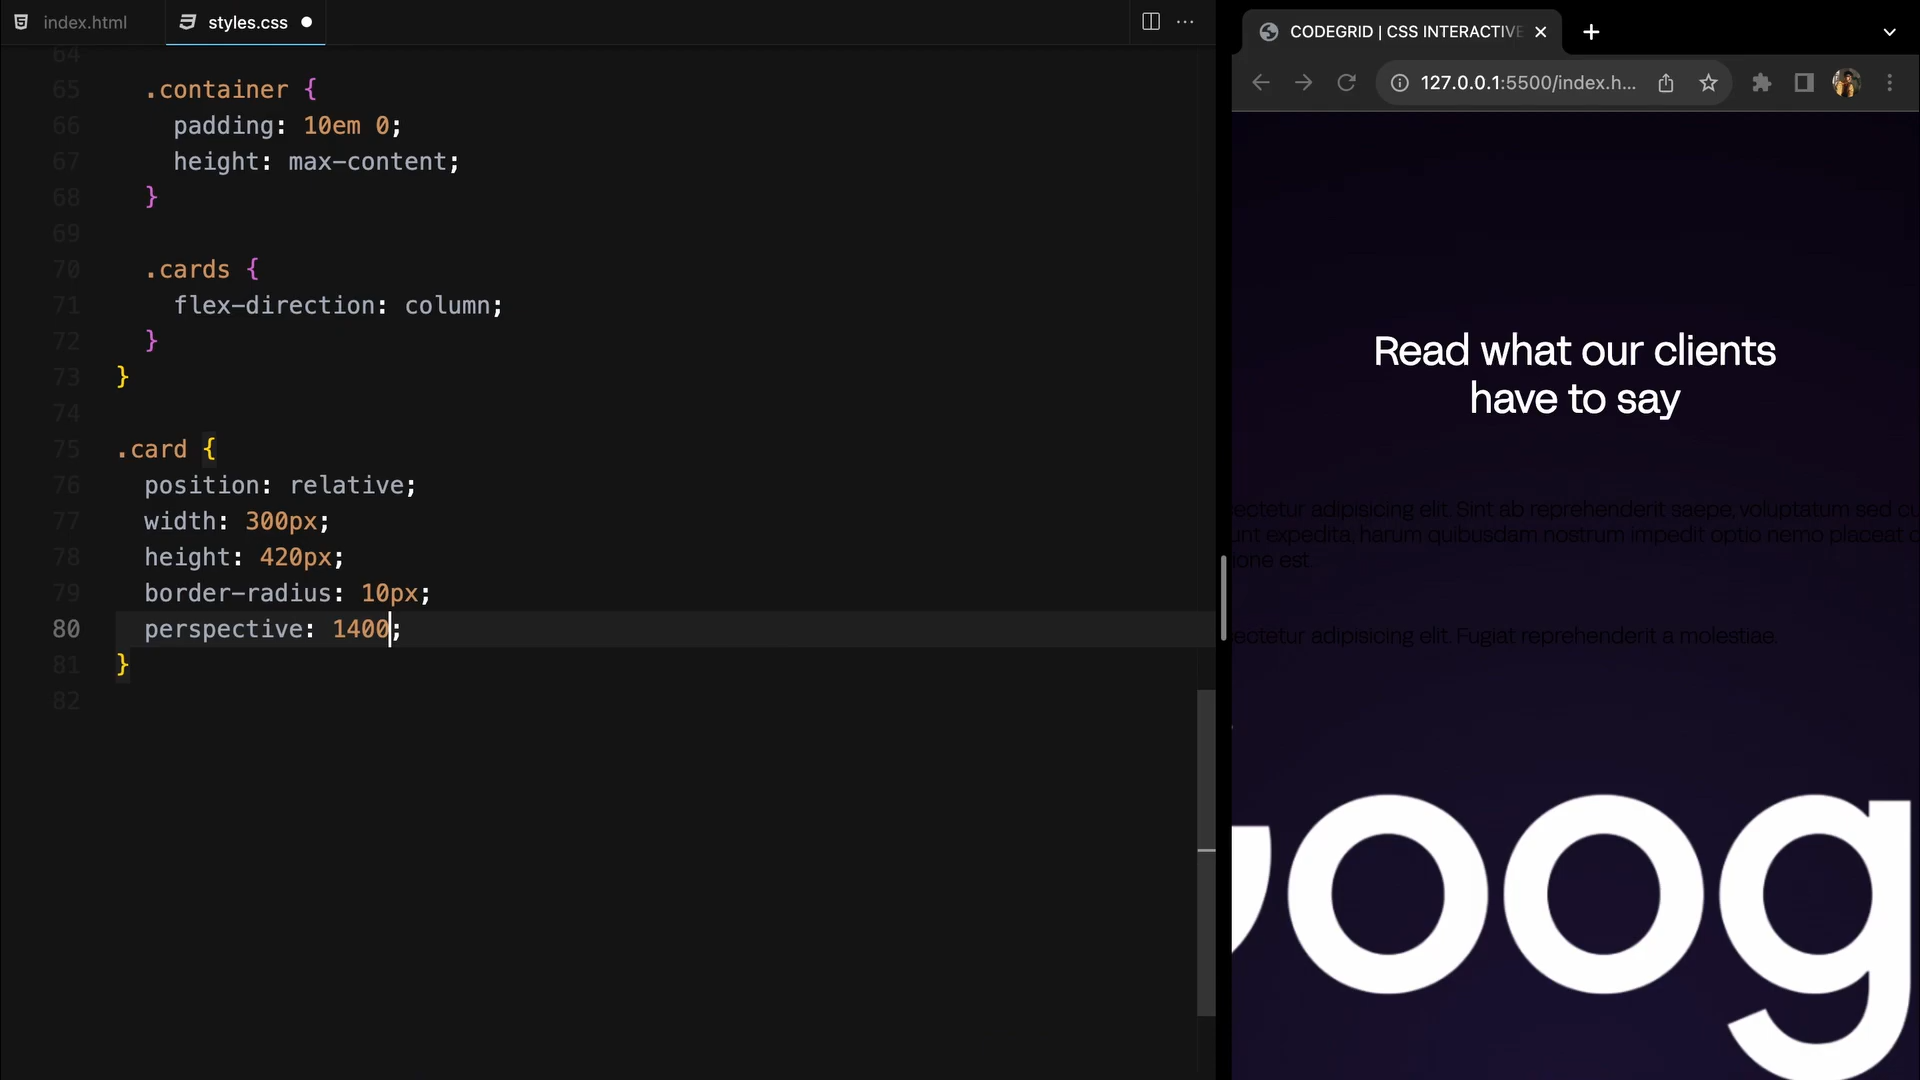 index.html
styles.css
64
65 .container {
66 padding: 10em 0;
67 height: max-content;
68 }
69
70 .cards {
71 flex-direction: column;
72 }
73 }
74
75 .card {
76 position: relative;
77 width: 300px;
78 height: 420px;
79 border-radius: 10px;
80 perspective: 1400;
81 }
82
CODEGRID | CSS INTERACTIVE
127.0.0.1:5500/index.h...
Read what our clients
have to say
ectetur adipisicing elit. Sint ab reprehenderit saepe, voluptatum sed cu
unt expedita, harum quibusdam nostrum impedit optio nemo placeat
ione est.
ectetur adipisicing elit. Fugiat reprehenderit a molestiae.
oog